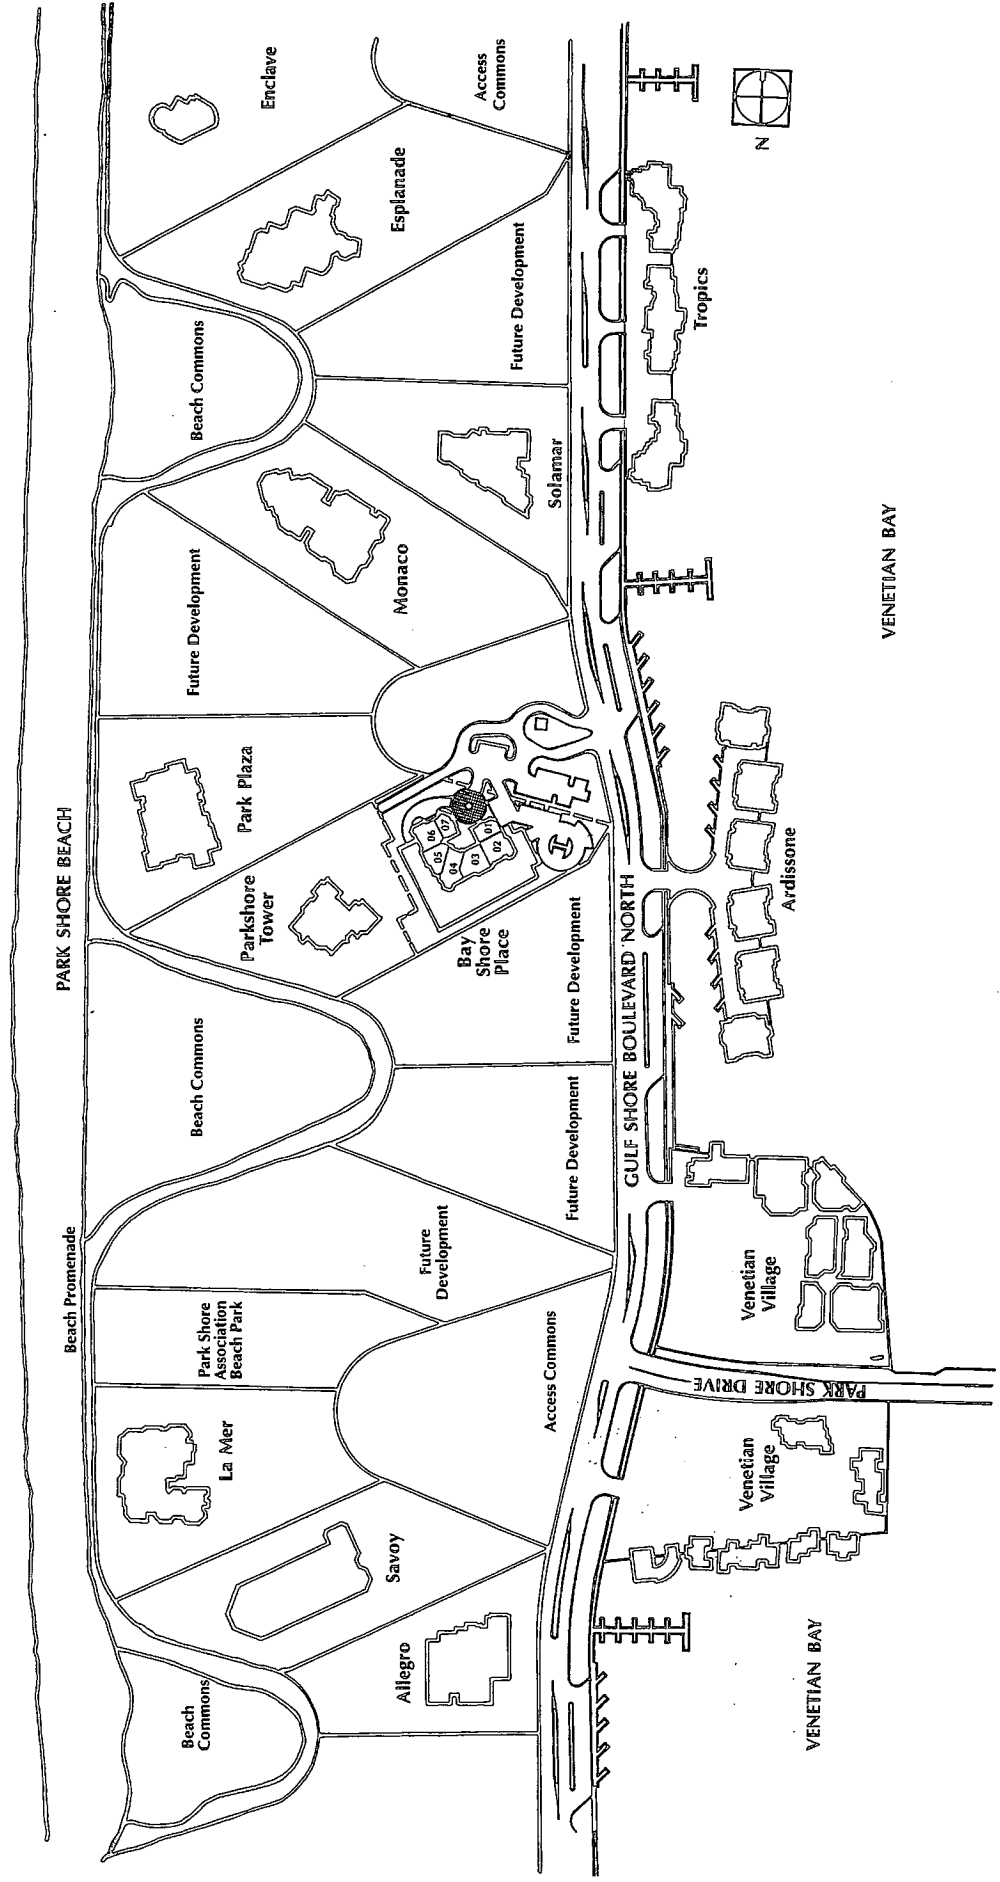 PARK SHORE BEACH
Beach Promenade
Beach
Commons
Allegro
Savoy
La Mer
Park Shore
Association
Beach Park
Access Commons
Future
Development
Future Development
Beach Commons
Future Development
Parkshore
Tower
Bay
Shore
Place
01
02
03
04
05
06
07
Park Plaza
Future Development
Monaco
Solamar
Beach Commons
Future Development
Esplanade
Enclave
Access
Commons
GULF SHORE BOULEVARD NORTH
PARK SHORE DRIVE
Venetian
Village
Venetian
Village
Ardissone
Tropics
VENETIAN BAY
VENETIAN BAY
N